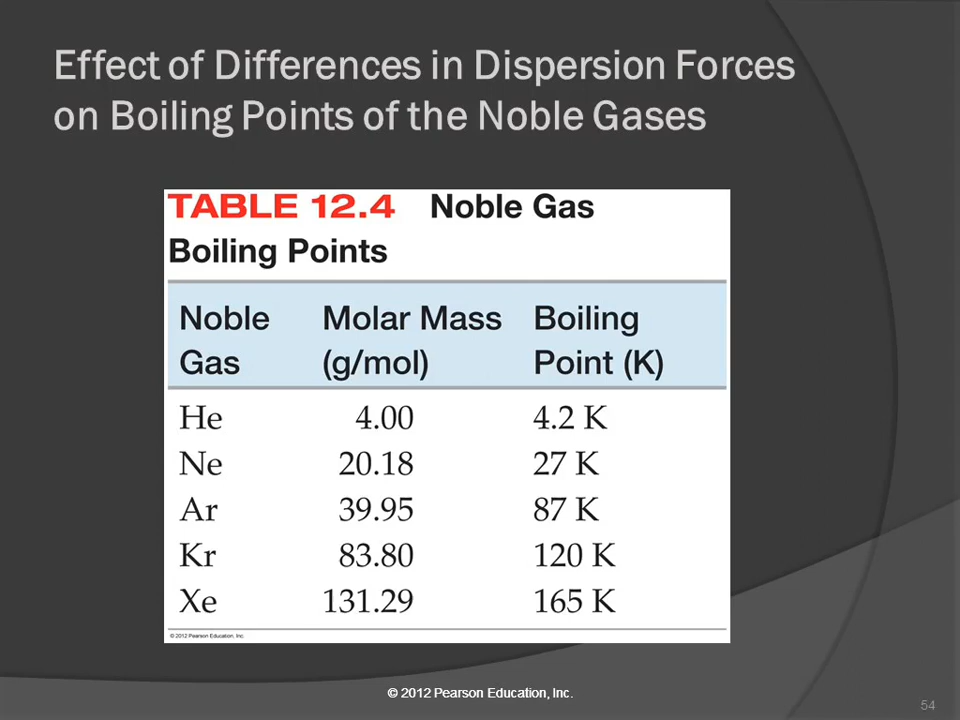 Effect of Differences in Dispersion Forces
on Boiling Points of the Noble Gases
TABLE 12.4 Noble Gas
Boiling Points
Noble Molar Mass Boiling
Gas (g/mol) Point (K)
He 4.00 4.2 K
Ne 20.18 27 K
Ar 39.95 87 K
Kr 83.80 120 K
Xe 131.29 165 K
© 2012 Pearson Education, Inc.
© 2012 Pearson Education, Inc.
54